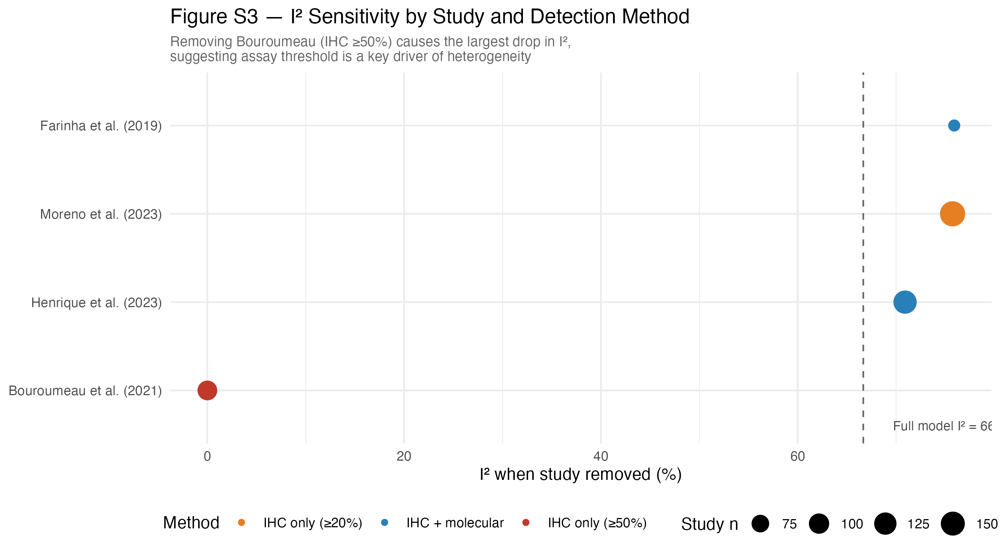 Figure S3 — I² Sensitivity by Study and Detection Method
Removing Bouroumeau (IHC ≥50%) causes the largest drop in I²,
suggesting assay threshold is a key driver of heterogeneity
Farinha et al. (2019)
Moreno et al. (2023)
Henrique et al. (2023)
Bouroumeau et al. (2021)
Full model I² = 66
0 20 40 60
I² when study removed (%)
Method IHC only (≥20%) IHC + molecular IHC only (≥50%) Study n 75 100 125 150